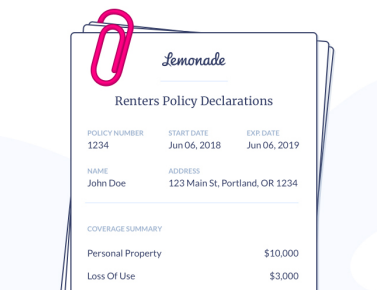 Lemonade
Renters Policy Declarations
POLICY NUMBER START DATE EXP. DATE
1234 Jun 06, 2018 Jun 06, 2019
NAME ADDRESS
John Doe 123 Main St, Portland, OR 1234
COVERAGE SUMMARY
Personal Property $10,000
Loss Of Use $3,000